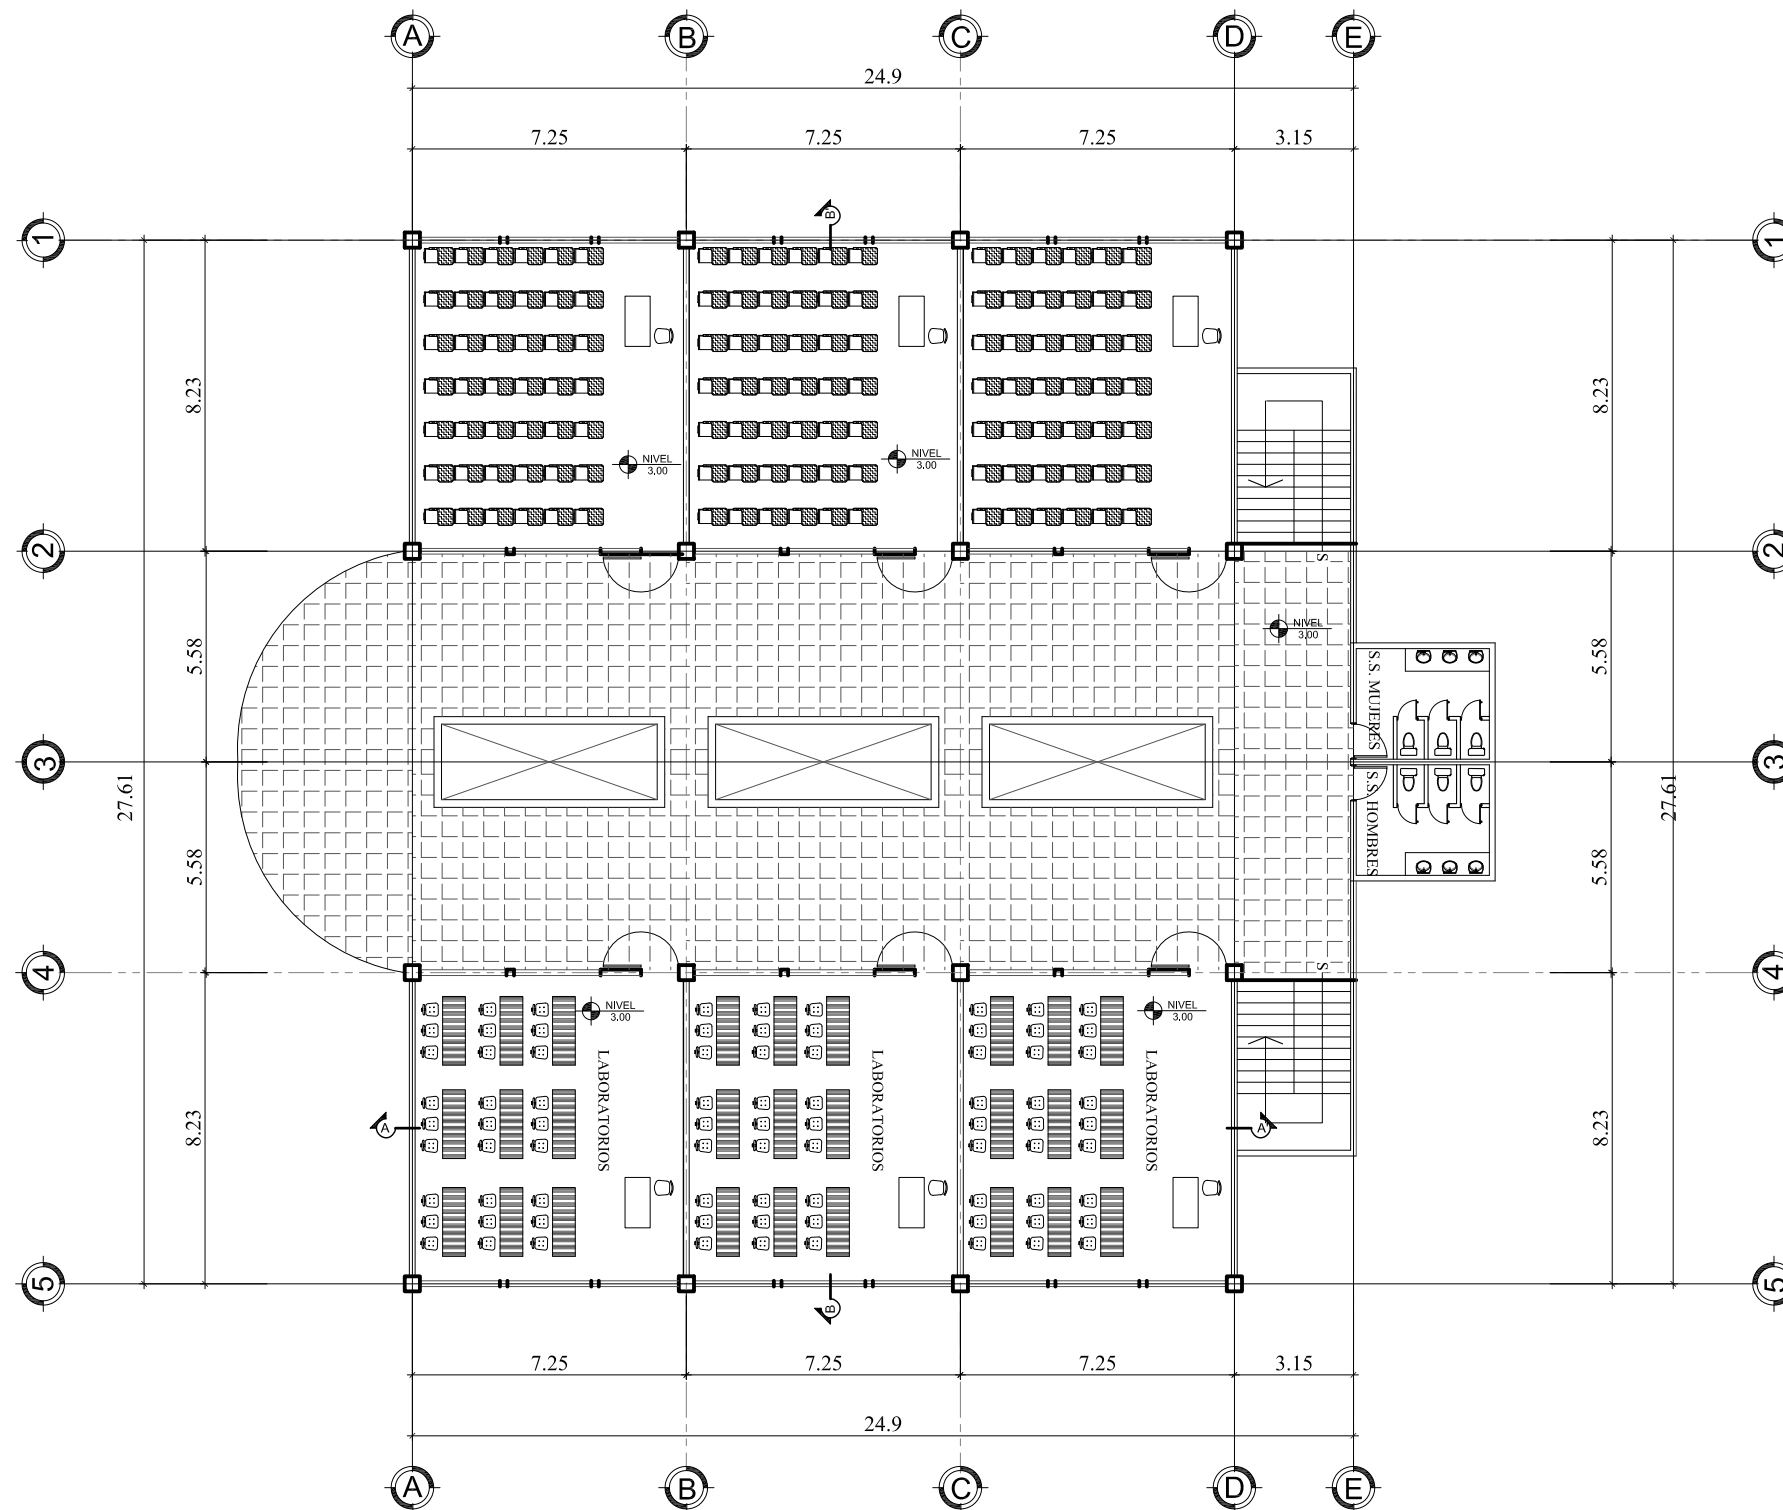 A B C D E
24.9
7.25 7.25 7.25 3.15
B'
1 1
8.23 8.23
NIVEL
3.00
NIVEL
3.00
2 2
S
NIVEL
3.00
5.58 5.58
S.S. MUJERES
3 3
27.61 27.61
S.S. HOMBRES
5.58 5.58
4 4
S
NIVEL
3.00
NIVEL
3.00
LABORATORIOS
LABORATORIOS
LABORATORIOS
A A'
8.23 8.23
5 5
B
7.25 7.25 7.25 3.15
24.9
A B C D E